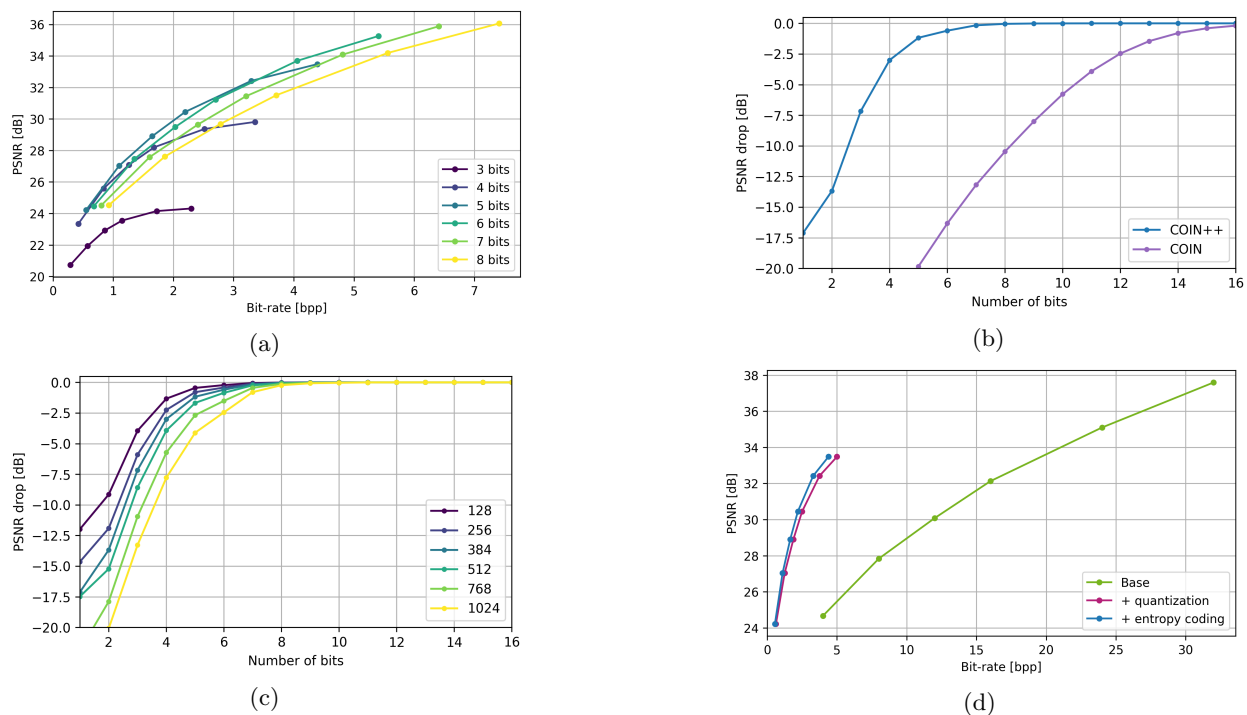 36
34
32
30
28
26
24
22
20
PSNR [dB]
0 1 2 3 4 5 6 7
Bit-rate [bpp]
3 bits
4 bits
5 bits
6 bits
7 bits
8 bits
(a)
0.0
−2.5
−5.0
−7.5
−10.0
−12.5
−15.0
−17.5
−20.0
PSNR drop [dB]
2 4 6 8 10 12 14 16
Number of bits
COIN++
COIN
(b)
0.0
−2.5
−5.0
−7.5
−10.0
−12.5
−15.0
−17.5
−20.0
PSNR drop [dB]
2 4 6 8 10 12 14 16
Number of bits
128
256
384
512
768
1024
(c)
38
36
34
32
30
28
26
24
PSNR [dB]
0 5 10 15 20 25 30
Bit-rate [bpp]
Base
+ quantization
+ entropy coding
(d)